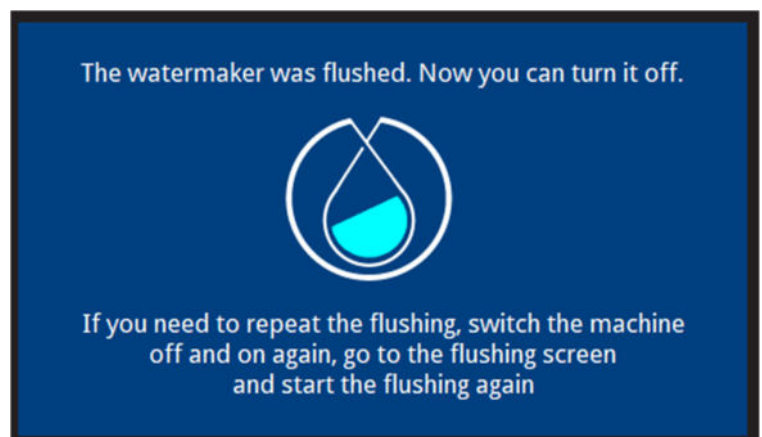 The watermaker was flushed. Now you can turn it off.
If you need to repeat the flushing, switch the machine
off and on again, go to the flushing screen
and start the flushing again